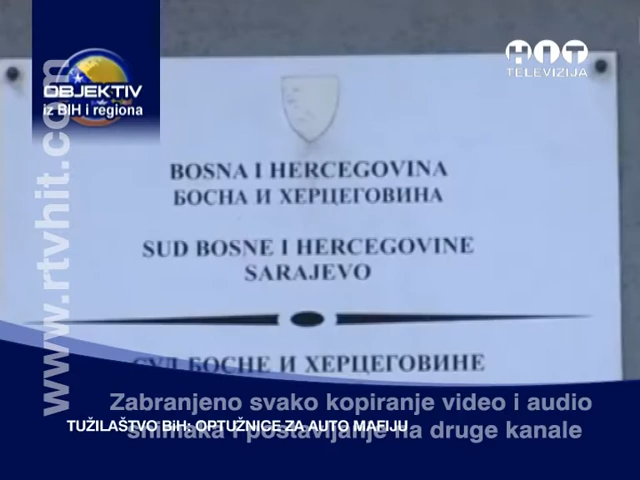 OBJEKTIV
iz BIH i regiona
HIT
TELEVIZIJA
www.rtvhit.com
BOSNA I HERCEGOVINA
БОСНА И ХЕРЦЕГОВИНА
SUD BOSNE I HERCEGOVINE
SARAJEVO
СУД БОСНЕ И ХЕРЦЕГОВИНЕ
Zabranjeno svako kopiranje video i audio
snimaka i postavljanje na druge kanale
TUŽILAŠTVO BiH: OPTUŽNICE ZA AUTO MAFIJU